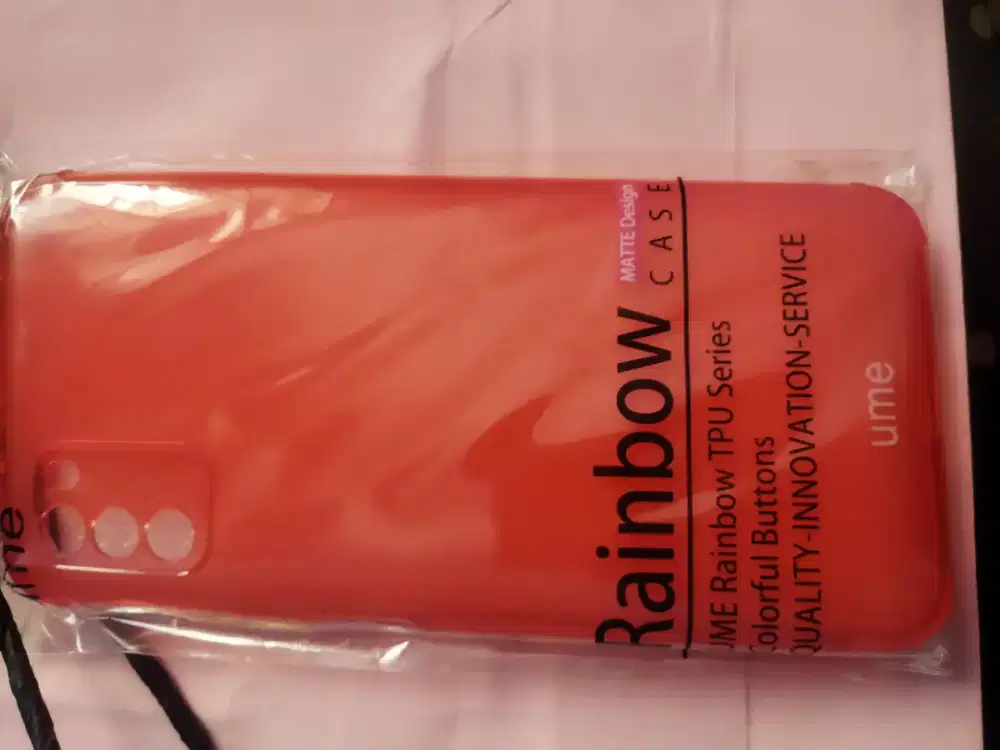 MATTE Design
Rainbow CASE
UME Rainbow TPU Series
Colorful Buttons
QUALITY-INNOVATION-SERVICE
ume